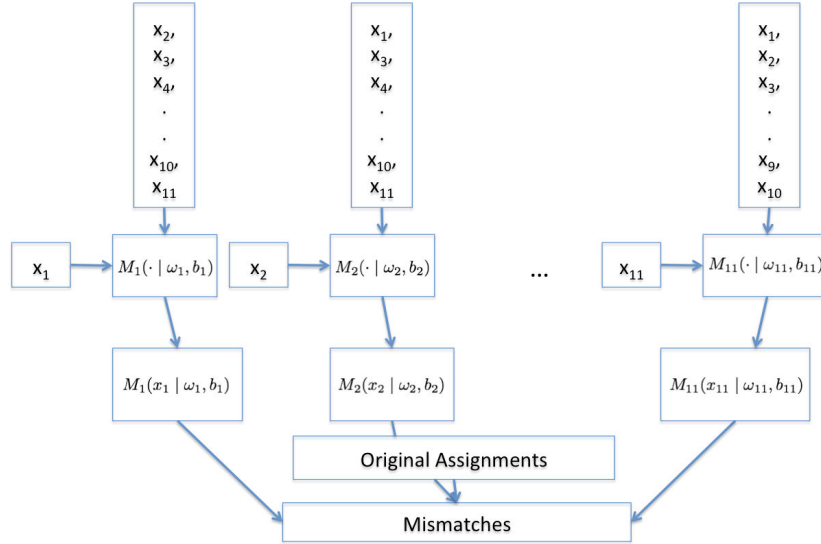 x₂,
x₃,
x₄,
.
.
x₁₀,
x₁₁
x₁,
x₃,
x₄,
.
.
x₁₀,
x₁₁
x₁,
x₂,
x₃,
.
.
x₉,
x₁₀
x₁
M₁(· | ω₁, b₁)
x₂
M₂(· | ω₂, b₂)
...
x₁₁
M₁₁(· | ω₁₁, b₁₁)
M₁(x₁ | ω₁, b₁)
M₂(x₂ | ω₂, b₂)
M₁₁(x₁₁ | ω₁₁, b₁₁)
Original Assignments
Mismatches